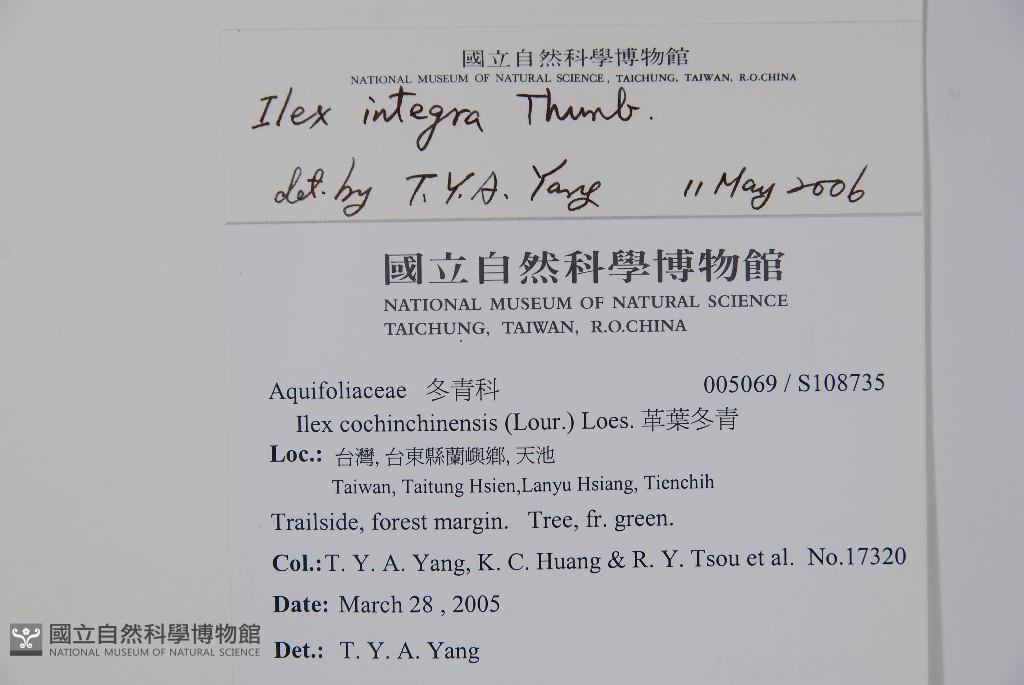 國立自然科學博物館
NATIONAL MUSEUM OF NATURAL SCIENCE, TAICHUNG, TAIWAN, R.O.CHINA
Ilex integra Thunb.
det. by T. Y. A. Yang 11 May 2006
國立自然科學博物館
NATIONAL MUSEUM OF NATURAL SCIENCE
TAICHUNG, TAIWAN, R.O.CHINA
Aquifoliaceae 冬青科 005069 / S108735
Ilex cochinchinensis (Lour.) Loes. 革葉冬青
Loc.: 台灣, 台東縣蘭嶼鄉, 天池
Taiwan, Taitung Hsien,Lanyu Hsiang, Tienchih
Trailside, forest margin. Tree, fr. green.
Col.: T. Y. A. Yang, K. C. Huang & R. Y. Tsou et al. No.17320
Date: March 28 , 2005
Det.: T. Y. A. Yang
國立自然科學博物館
NATIONAL MUSEUM OF NATURAL SCIENCE